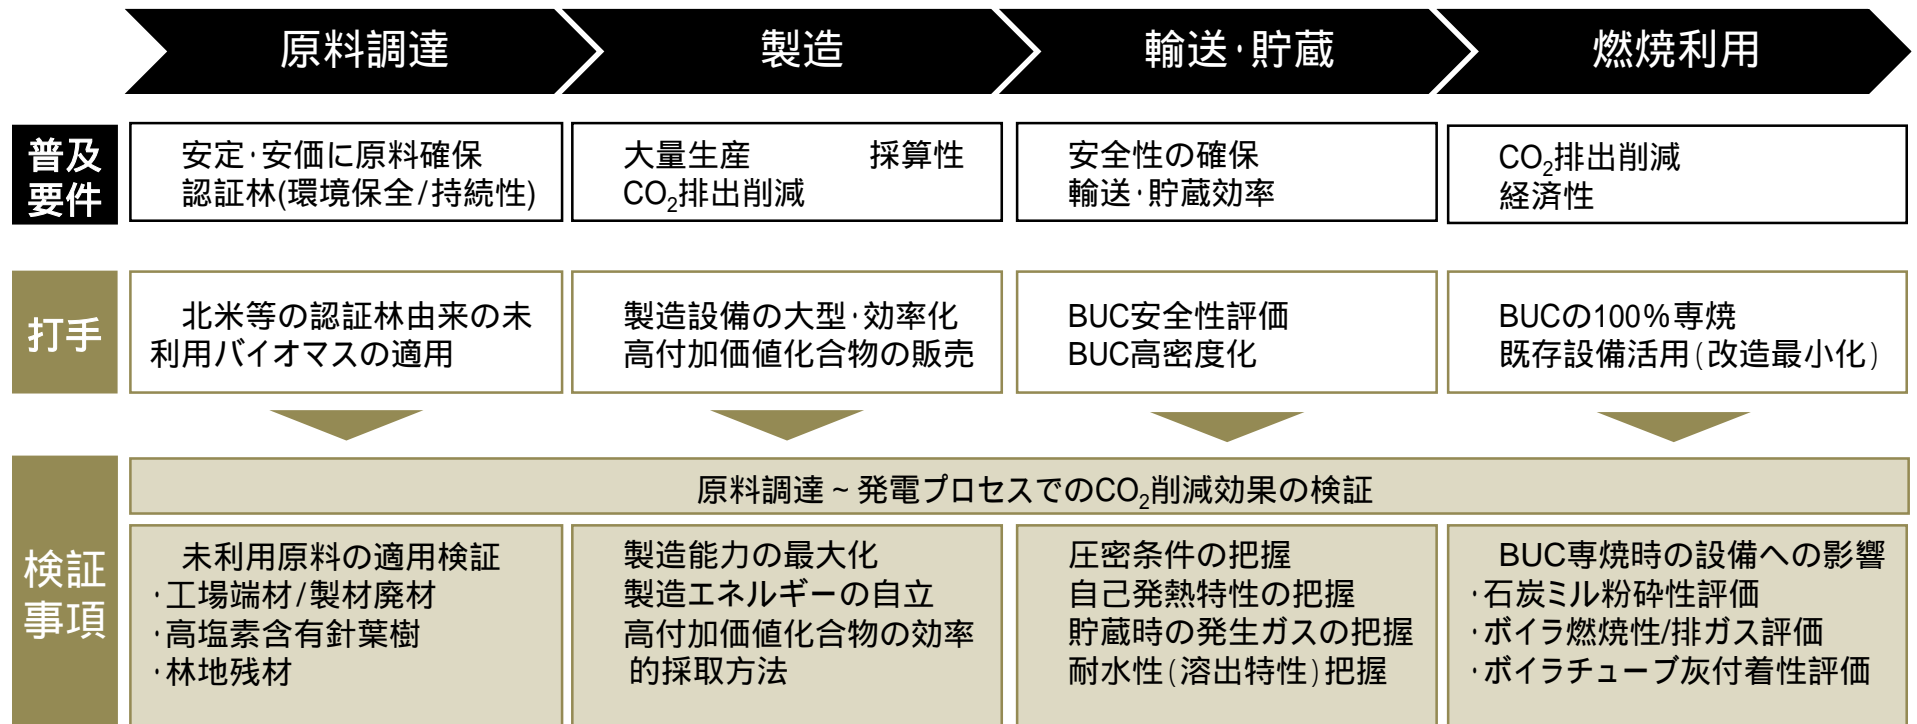 原料調達
製造
輸送・貯蔵
燃焼利用
普及
要件
安定・安価に原料確保
認証林(環境保全/持続性)
大量生産 採算性
CO₂排出削減
安全性の確保
輸送・貯蔵効率
CO₂排出削減
経済性
打手
北米等の認証林由来の未
利用バイオマスの適用
製造設備の大型・効率化
高付加価値化合物の販売
BUC安全性評価
BUC高密度化
BUCの100%専焼
既存設備活用(改造最小化)
検証
事項
原料調達~発電プロセスでのCO₂削減効果の検証
未利用原料の適用検証
・工場端材/製材廃材
・高塩素含有針葉樹
・林地残材
製造能力の最大化
製造エネルギーの自立
高付加価値化合物の効率
的採取方法
圧密条件の把握
自己発熱特性の把握
貯蔵時の発生ガスの把握
耐水性(溶出特性)把握
BUC専焼時の設備への影響
・石炭ミル粉砕性評価
・ボイラ燃焼性/排ガス評価
・ボイラチューブ灰付着性評価